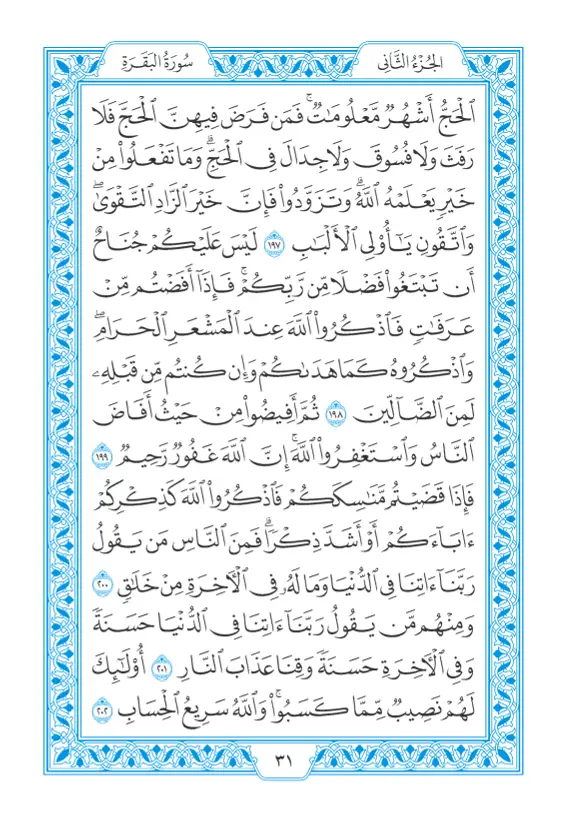 الجُزْءُ الثَّانِي
سُورَةُ البَقَرَةِ
ٱلۡحَجُّ أَشۡهُرٞ مَّعۡلُومَٰتٞۚ فَمَن فَرَضَ فِيهِنَّ ٱلۡحَجَّ فَلَا
رَفَثَ وَلَا فُسُوقَ وَلَا جِدَالَ فِي ٱلۡحَجِّۗ وَمَا تَفۡعَلُواْ مِنۡ
خَيۡرٖ يَعۡلَمۡهُ ٱللَّهُۗ وَتَزَوَّدُواْ فَإِنَّ خَيۡرَ ٱلزَّادِ ٱلتَّقۡوَىٰۖ
وَٱتَّقُونِ يَٰٓأُوْلِي ٱلۡأَلۡبَٰبِ ١٩٧ لَيۡسَ عَلَيۡكُمۡ جُنَاحٌ
أَن تَبۡتَغُواْ فَضۡلٗا مِّن رَّبِّكُمۡۚ فَإِذَآ أَفَضۡتُم مِّنۡ
عَرَفَٰتٖ فَٱذۡكُرُواْ ٱللَّهَ عِندَ ٱلۡمَشۡعَرِ ٱلۡحَرَامِۖ
وَٱذۡكُرُوهُ كَمَا هَدَىٰكُمۡ وَإِن كُنتُم مِّن قَبۡلِهِۦ
لَمِنَ ٱلضَّآلِّينَ ١٩٨ ثُمَّ أَفِيضُواْ مِنۡ حَيۡثُ أَفَاضَ
ٱلنَّاسُ وَٱسۡتَغۡفِرُواْ ٱللَّهَۚ إِنَّ ٱللَّهَ غَفُورٞ رَّحِيمٞ ١٩٩
فَإِذَا قَضَيۡتُم مَّنَٰسِكَكُمۡ فَٱذۡكُرُواْ ٱللَّهَ كَذِكۡرِكُمۡ
ءَابَآءَكُمۡ أَوۡ أَشَدَّ ذِكۡرٗاۗ فَمِنَ ٱلنَّاسِ مَن يَقُولُ
رَبَّنَآ ءَاتِنَا فِي ٱلدُّنۡيَا وَمَا لَهُۥ فِي ٱلۡأٓخِرَةِ مِنۡ خَلَٰقٖ ٢٠٠
وَمِنۡهُم مَّن يَقُولُ رَبَّنَآ ءَاتِنَا فِي ٱلدُّنۡيَا حَسَنَةٗ
وَفِي ٱلۡأٓخِرَةِ حَسَنَةٗ وَقِنَا عَذَابَ ٱلنَّارِ ٢٠١ أُوْلَٰٓئِكَ
لَهُمۡ نَصِيبٞ مِّمَّا كَسَبُواْۚ وَٱللَّهُ سَرِيعُ ٱلۡحِسَابِ ٢٠٢
٣١